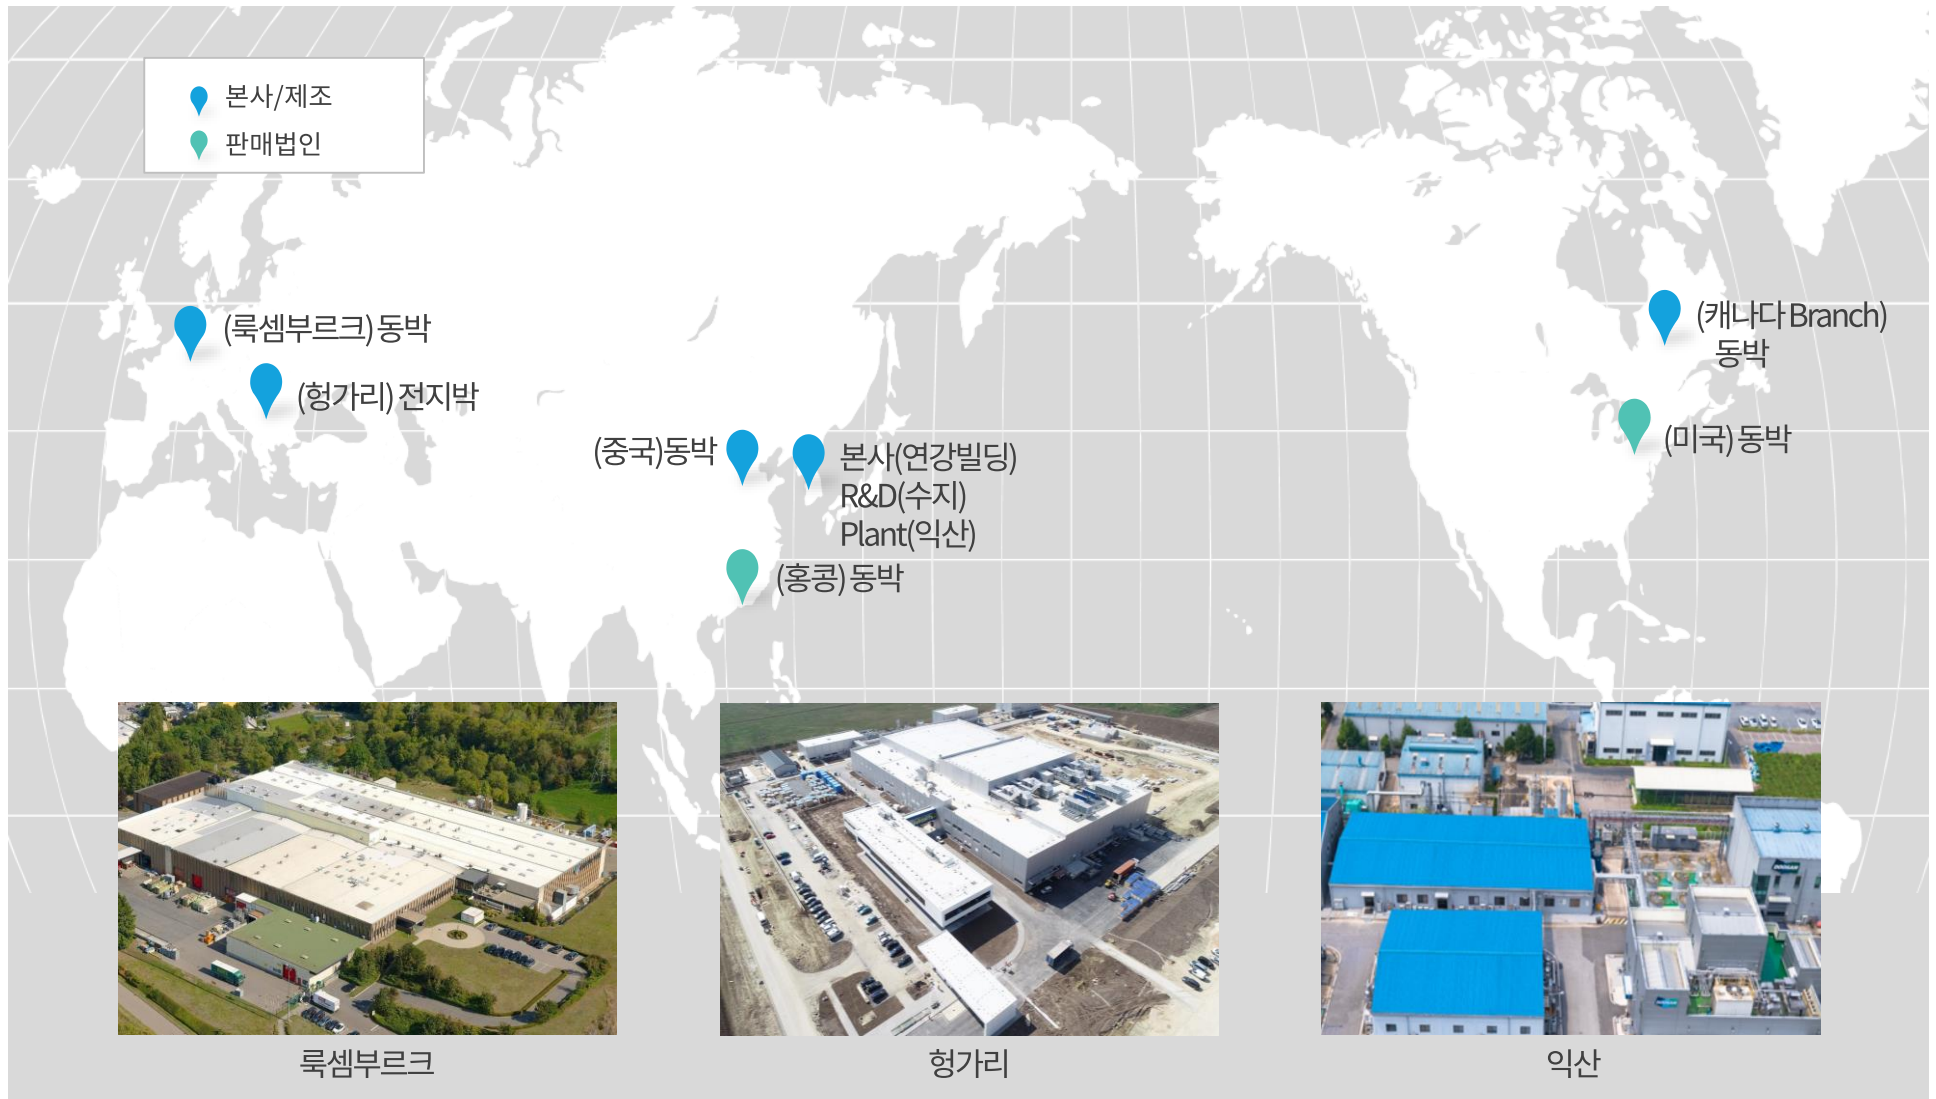 본사/제조
판매법인
(룩셈부르크) 동박
(헝가리) 전지박
(중국)동박
본사(연강빌딩)
R&D(수지)
Plant(익산)
(홍콩) 동박
(캐나다 Branch)
동박
(미국) 동박
룩셈부르크
헝가리
익산